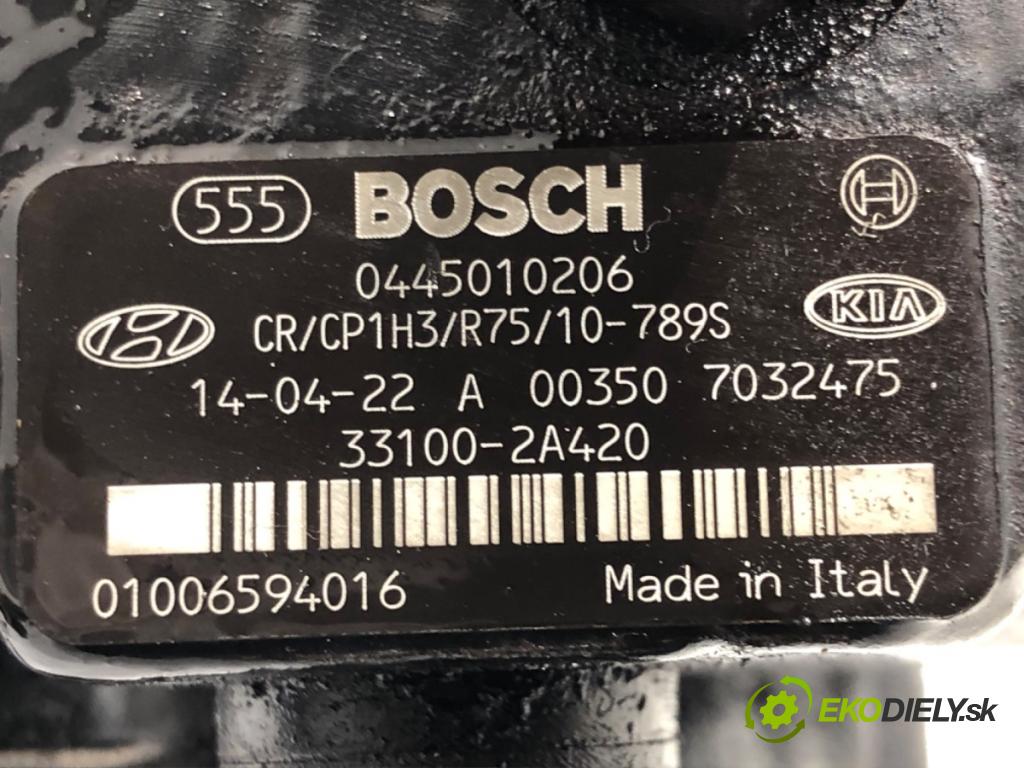 555 BOSCH
0445010206
CR/CP1H3/R75/10-789S KIA
14-04-22 A 00350 7032475
33100-2A420
01006594016 Made in Italy
EKODIELY.sk